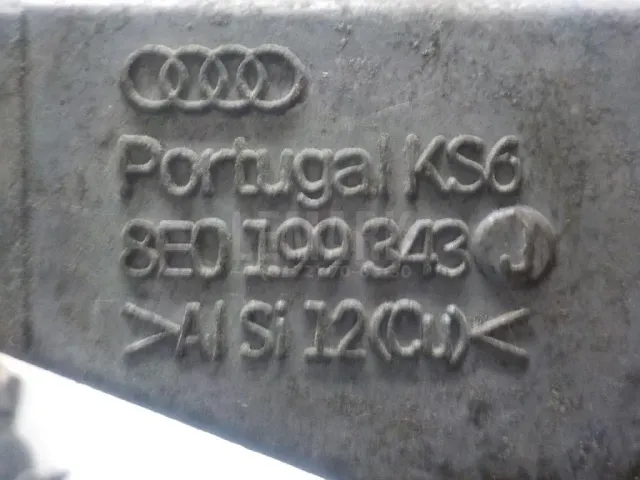 Portugal KS6
8E0 199 343 J
>Al Si 12(Cu)<